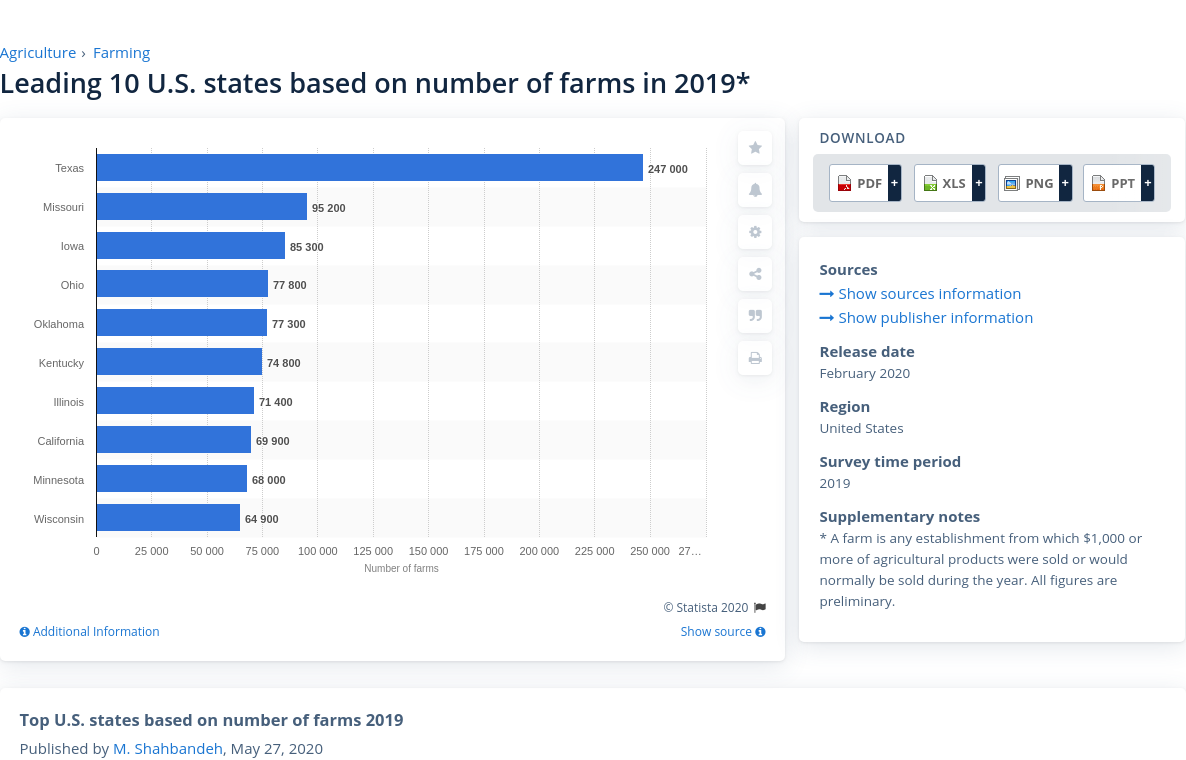 Agriculture › Farming
Leading 10 U.S. states based on number of farms in 2019*
Texas 247 000
Missouri 95 200
Iowa 85 300
Ohio 77 800
Oklahoma 77 300
Kentucky 74 800
Illinois 71 400
California 69 900
Minnesota 68 000
Wisconsin 64 900
0 25 000 50 000 75 000 100 000 125 000 150 000 175 000 200 000 225 000 250 000 27…
Number of farms
© Statista 2020
Additional Information
Show source
DOWNLOAD
PDF + XLS + PNG + PPT +
Sources
Show sources information
Show publisher information
Release date
February 2020
Region
United States
Survey time period
2019
Supplementary notes
* A farm is any establishment from which $1,000 or
more of agricultural products were sold or would
normally be sold during the year. All figures are
preliminary.
Top U.S. states based on number of farms 2019
Published by M. Shahbandeh, May 27, 2020